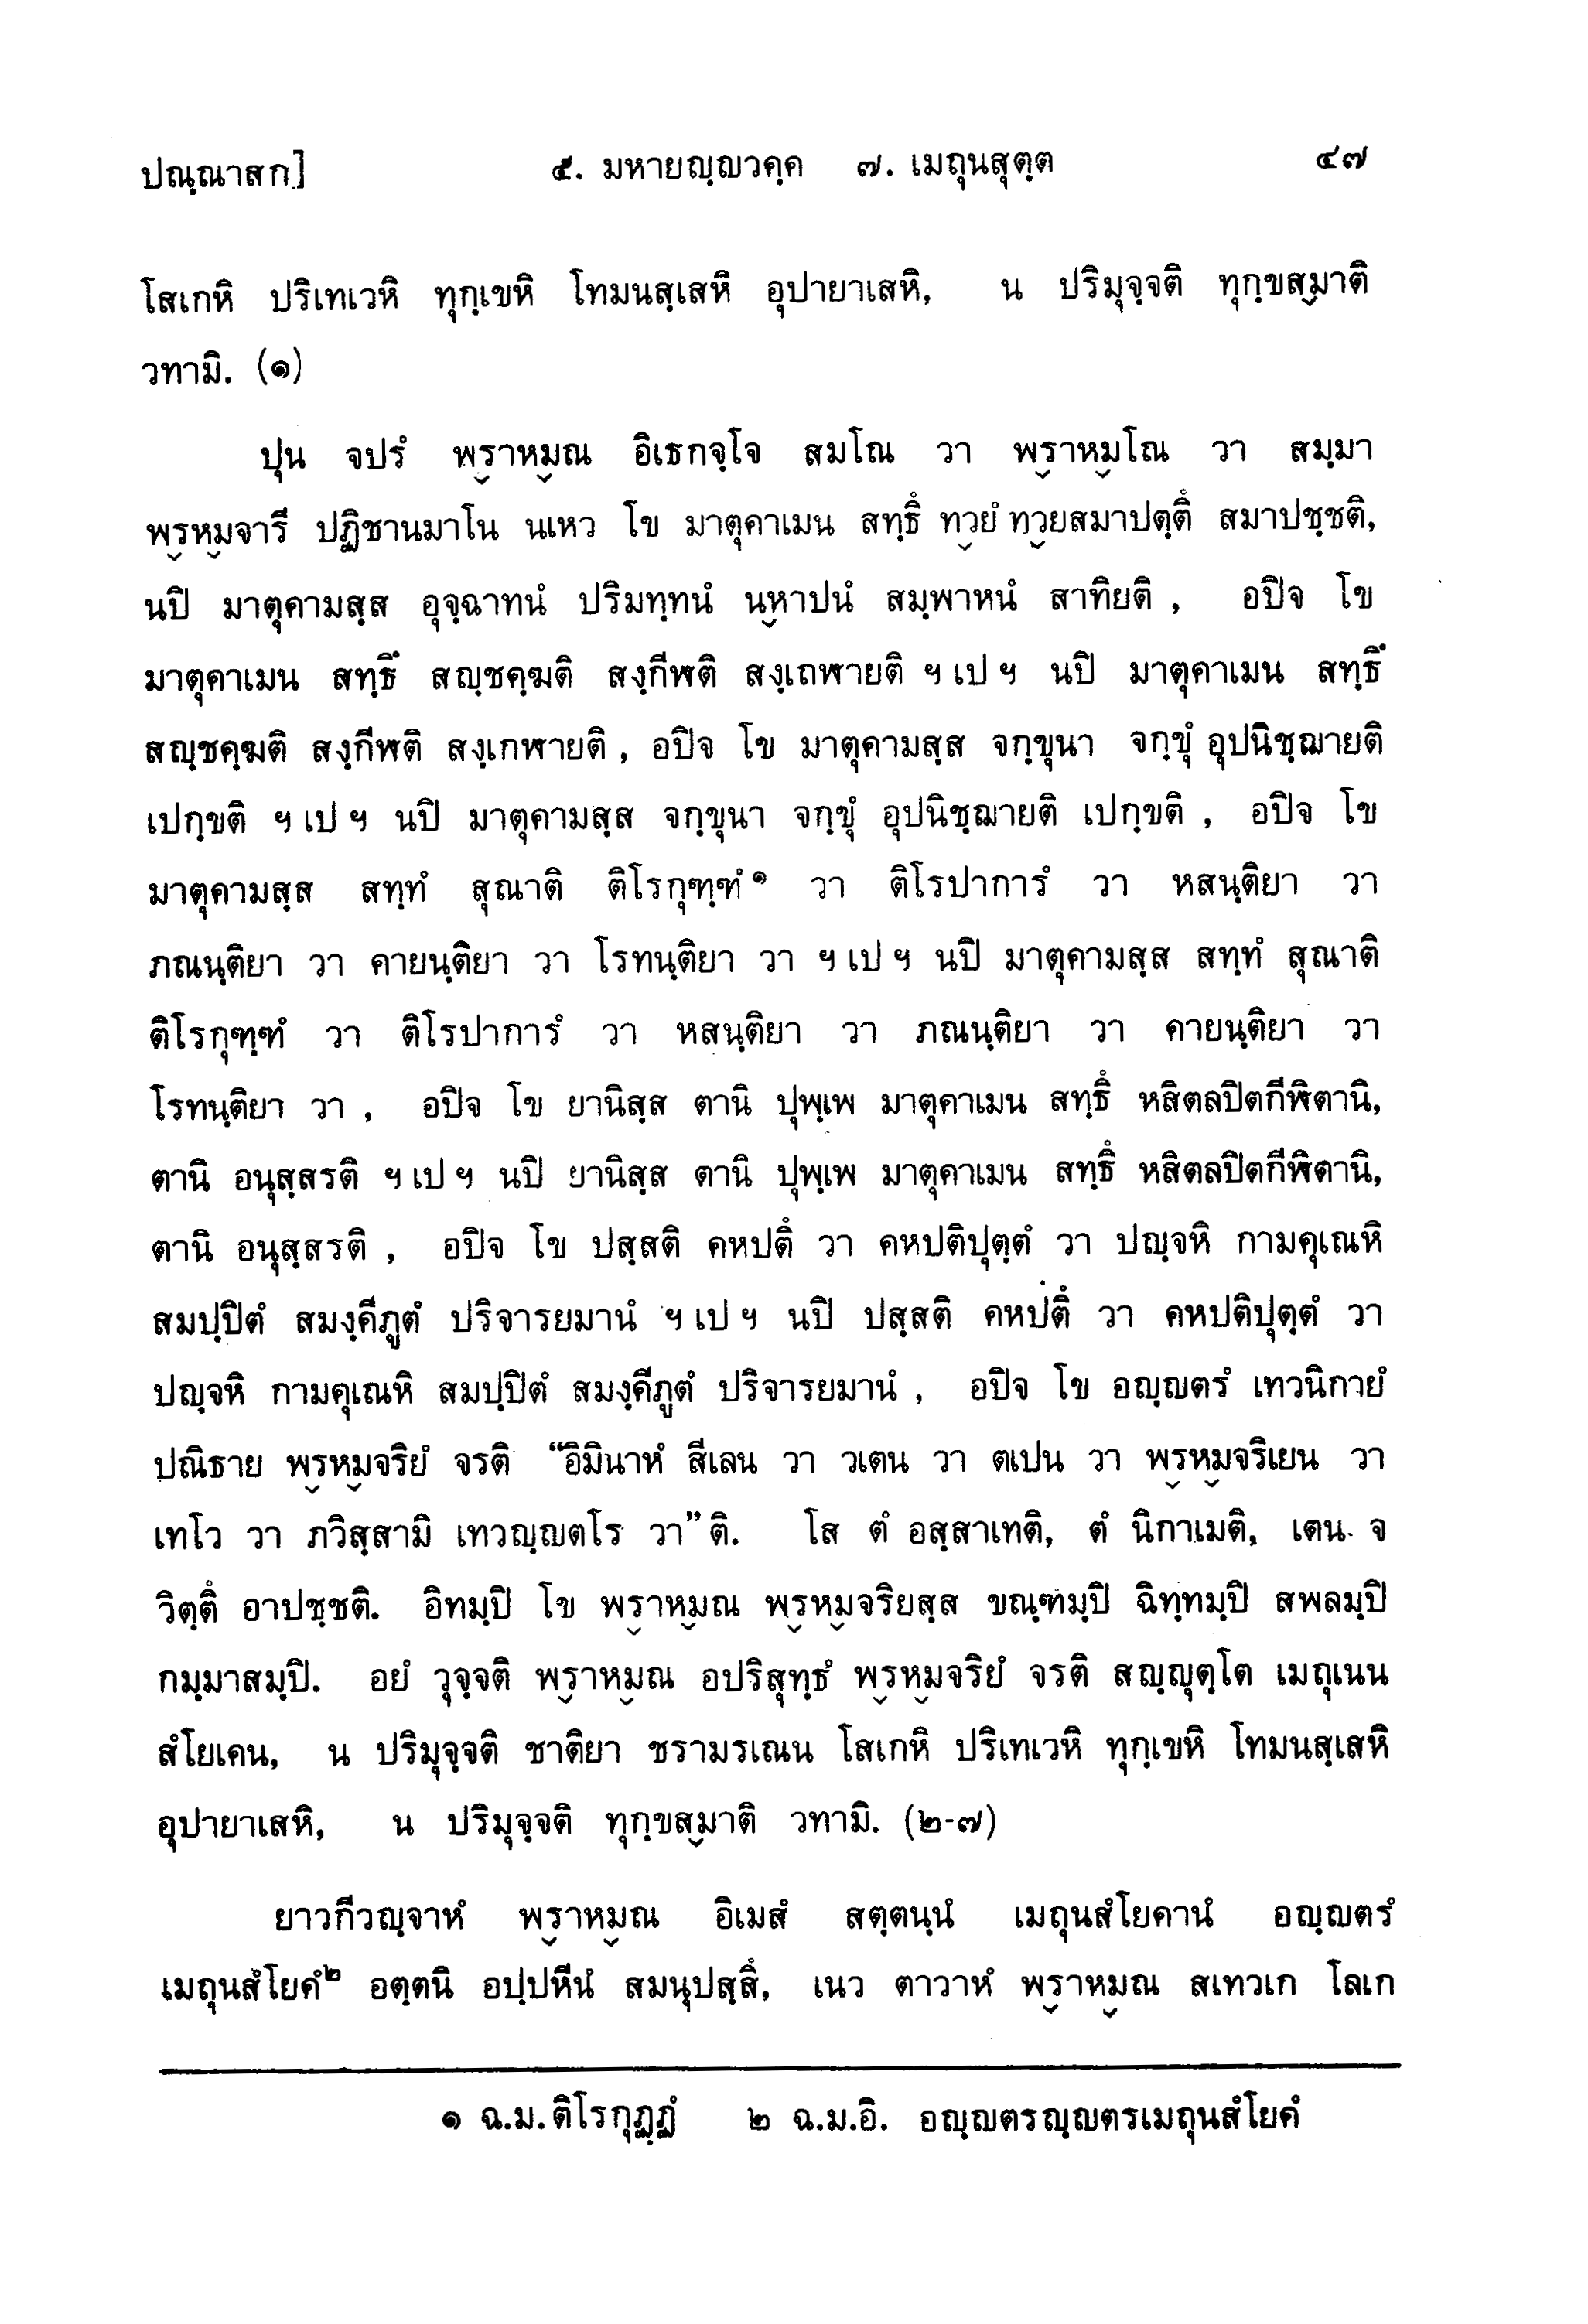 ปณฺณาสก] ๕. มหายญฺญวคฺค ๗. เมถุนสุตฺต ๔๗
โสเกหิ ปริเทเวหิ ทุกฺเขหิ โทมนสฺเสหิ อุปายาเสหิ, น ปริมุจฺจติ ทุกฺขสฺมาติ
วทามิ. (๑)
ปุน จปรํ พฺราหฺมณ อิเธกจฺโจ สมโณ วา พฺราหฺมโณ วา สมฺมา
พฺรหฺมจารี ปฏิชานมาโน นเหว โข มาตุคาเมน สทฺธึ ทฺวยํ ทฺวยสมาปตฺตึ สมาปชฺชติ,
นปิ มาตุคามสฺส อุจฺฉาทนํ ปริมทฺทนํ นฺหาปนํ สมฺพาหนํ สาทิยติ , อปิจ โข
มาตุคาเมน สทฺธึ สญฺชคฺฆติ สงฺกีฬติ สงฺเถฬายติ ฯ เป ฯ นปิ มาตุคาเมน สทฺธึ
สญฺชคฺฆติ สงฺกีฬติ สงฺเกฬายติ , อปิจ โข มาตุคามสฺส จกฺขุนา จกฺขุํ อุปนิชฺฌายติ
เปกฺขติ ฯ เป ฯ นปิ มาตุคามสฺส จกฺขุนา จกฺขุํ อุปนิชฺฌายติ เปกฺขติ , อปิจ โข
มาตุคามสฺส สทฺทํ สุณาติ ติโรกุฑฺฑํ๑ วา ติโรปาการํ วา หสนฺติยา วา
ภณนฺติยา วา คายนฺติยา วา โรทนฺติยา วา ฯ เป ฯ นปิ มาตุคามสฺส สทฺทํ สุณาติ
ติโรกุฑฺฑํ วา ติโรปาการํ วา หสนฺติยา วา ภณนฺติยา วา คายนฺติยา วา
โรทนฺติยา วา , อปิจ โข ยานิสฺส ตานิ ปุพฺเพ มาตุคาเมน สทฺธึ หสิตลปิตกีฬิตานิ,
ตานิ อนุสฺสรติ ฯ เป ฯ นปิ ยานิสฺส ตานิ ปุพฺเพ มาตุคาเมน สทฺธึ หสิตลปิตกีฬิตานิ,
ตานิ อนุสฺสรติ , อปิจ โข ปสฺสติ คหปตึ วา คหปติปุตฺตํ วา ปญฺจหิ กามคุเณหิ
สมปฺปิตํ สมงฺคีภูตํ ปริจารยมานํ ฯ เป ฯ นปิ ปสฺสติ คหปตึ วา คหปติปุตฺตํ วา
ปญฺจหิ กามคุเณหิ สมปฺปิตํ สมงฺคีภูตํ ปริจารยมานํ , อปิจ โข อญฺญตรํ เทวนิกายํ
ปณิธาย พฺรหฺมจริยํ จรติ “อิมินาหํ สีเลน วา วเตน วา ตเปน วา พฺรหฺมจริเยน วา
เทโว วา ภวิสฺสามิ เทวญฺญตโร วา” ติ. โส ตํ อสฺสาเทติ, ตํ นิกาเมติ, เตน จ
วิตฺตึ อาปชฺชติ. อิทมฺปิ โข พฺราหฺมณ พฺรหฺมจริยสฺส ขณฺฑมฺปิ ฉิทฺทมฺปิ สพลมฺปิ
กมฺมาสมฺปิ. อยํ วุจฺจติ พฺราหฺมณ อปริสุทฺธํ พฺรหฺมจริยํ จรติ สญฺญุตฺโต เมถุเนน
สํโยเคน, น ปริมุจฺจติ ชาติยา ชรามรเณน โสเกหิ ปริเทเวหิ ทุกฺเขหิ โทมนสฺเสหิ
อุปายาเสหิ, น ปริมุจฺจติ ทุกฺขสฺมาติ วทามิ. (๒-๗)
ยาวกีวญฺจาหํ พฺราหฺมณ อิเมสํ สตฺตนฺนํ เมถุนสํโยคานํ อญฺญตรํ
เมถุนสํโยคํ๒ อตฺตนิ อปฺปหีนํ สมนุปสฺสึ, เนว ตาวาหํ พฺราหฺมณ สเทวเก โลเก
๑ ฉ.ม. ติโรกุฏฺฏํ ๒ ฉ.ม.อิ. อญฺญตรญฺญตรเมถุนสํโยคํ